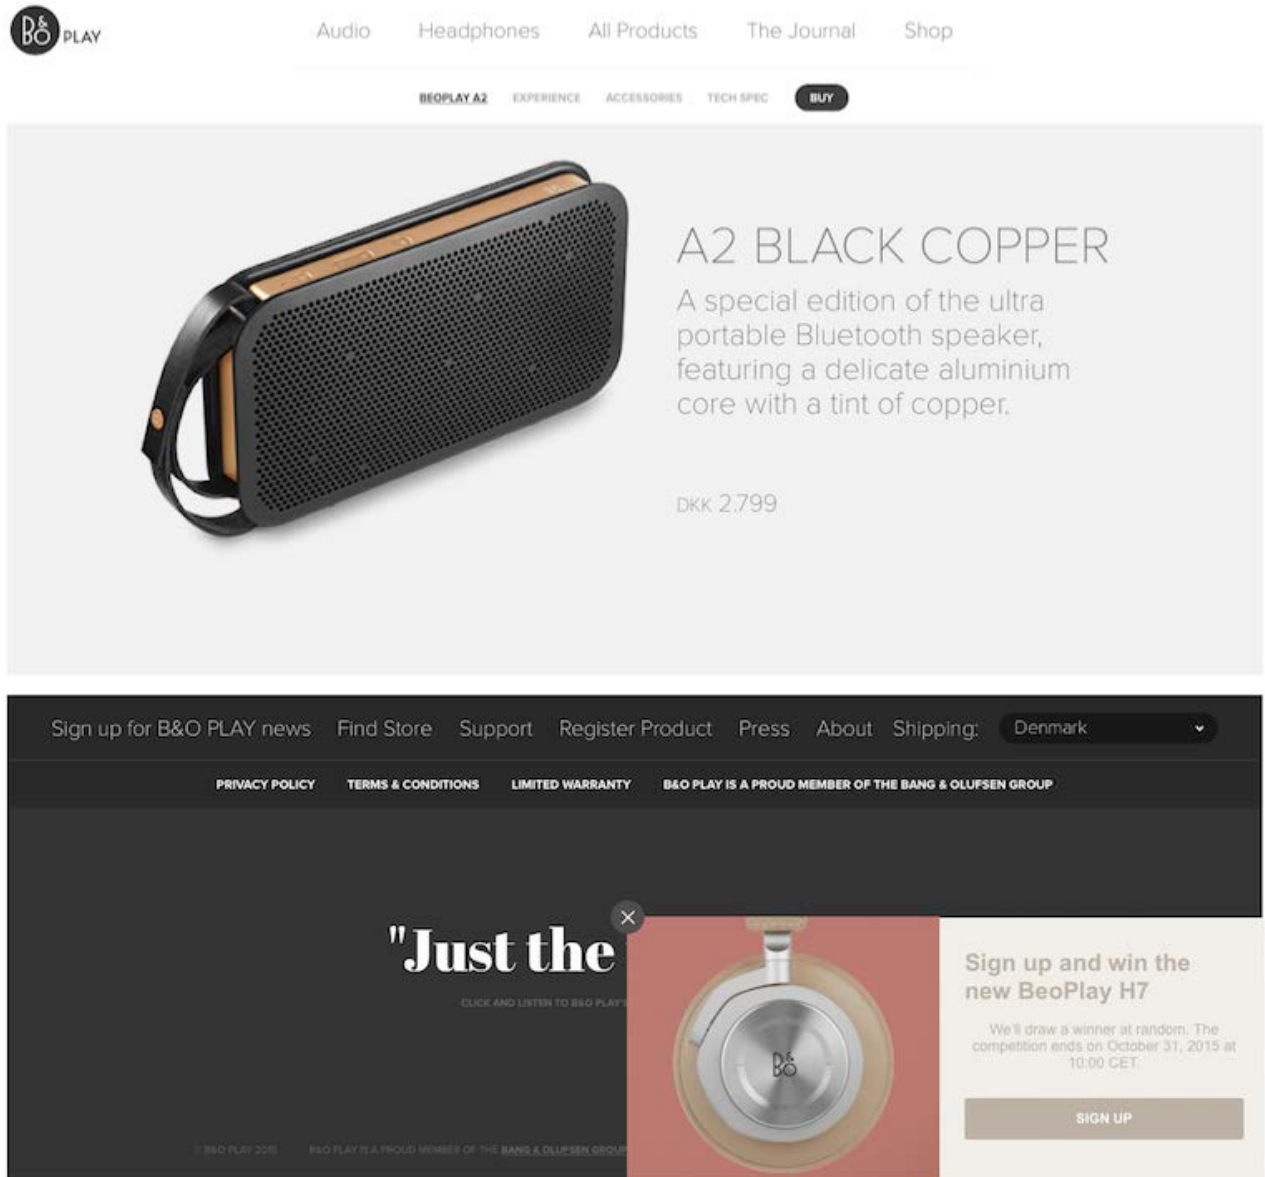 B&O PLAY
Audio Headphones All Products The Journal Shop
BEOPLAY A2 EXPERIENCE ACCESSORIES TECH SPEC BUY
A2 BLACK COPPER
A special edition of the ultra
portable Bluetooth speaker,
featuring a delicate aluminium
core with a tint of copper.
DKK 2.799
Sign up for B&O PLAY news Find Store Support Register Product Press About Shipping: Denmark
PRIVACY POLICY TERMS & CONDITIONS LIMITED WARRANTY B&O PLAY IS A PROUD MEMBER OF THE BANG & OLUFSEN GROUP
"Just the
CLICK AND LISTEN TO B&O PLAY'S
B&O
Sign up and win the
new BeoPlay H7
We'll draw a winner at random. The
competition ends on October 31, 2015 at
10:00 CET.
SIGN UP
© B&O PLAY 2015 B&O PLAY IS A PROUD MEMBER OF THE BANG & OLUFSEN GROUP